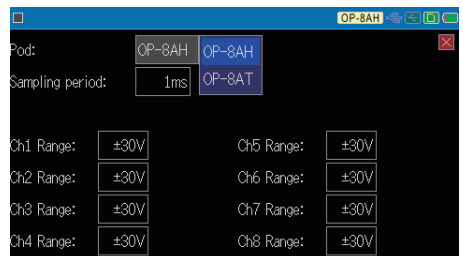 OP-8AH
Pod: OP-8AH OP-8AH
OP-8AT
Sampling period: 1ms
Ch1 Range: ±30V Ch5 Range: ±30V
Ch2 Range: ±30V Ch6 Range: ±30V
Ch3 Range: ±30V Ch7 Range: ±30V
Ch4 Range: ±30V Ch8 Range: ±30V